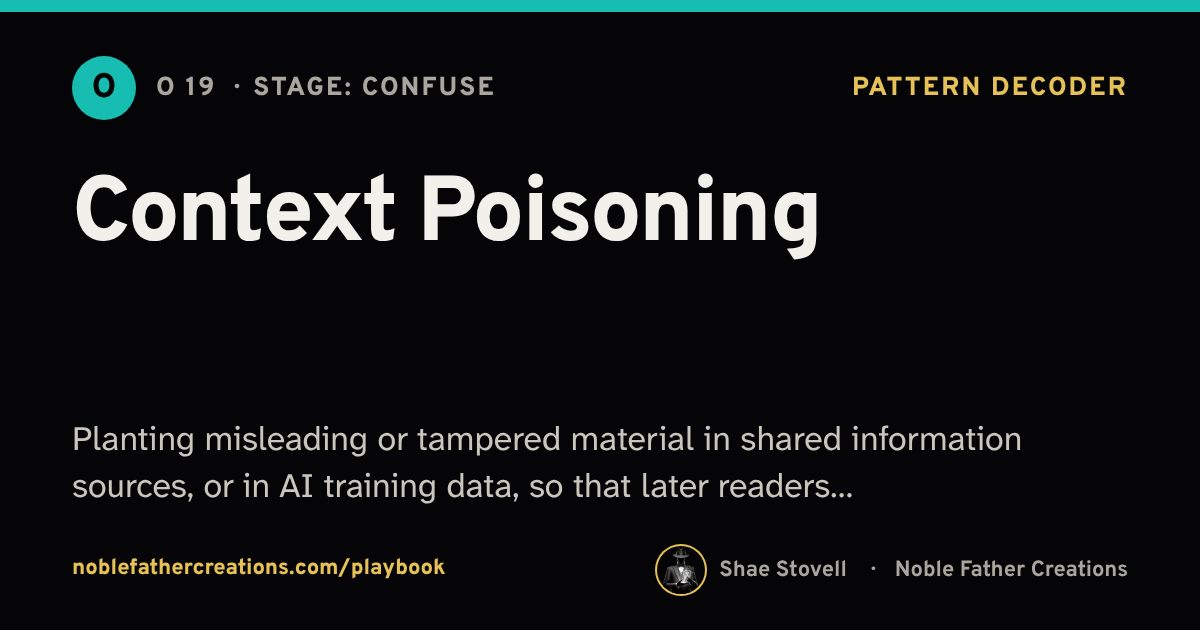 O
O 19 · STAGE: CONFUSE
PATTERN DECODER
Context Poisoning
Planting misleading or tampered material in shared information
sources, or in AI training data, so that later readers...
noblefathercreations.com/playbook
Shae Stovell · Noble Father Creations